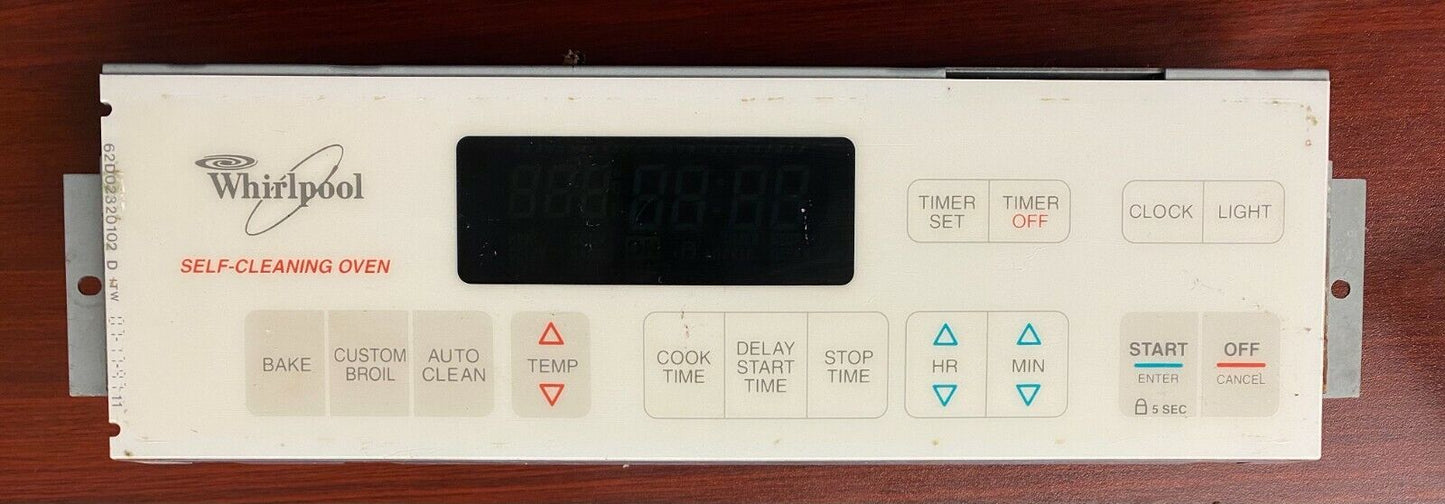 Whirlpool
SELF-CLEANING OVEN
TIMER
SET
TIMER
OFF
CLOCK
LIGHT
BAKE
CUSTOM
BROIL
AUTO
CLEAN
TEMP
COOK
TIME
DELAY
START
TIME
STOP
TIME
HR
MIN
START
ENTER
5 SEC
OFF
CANCEL
62D02320102 D